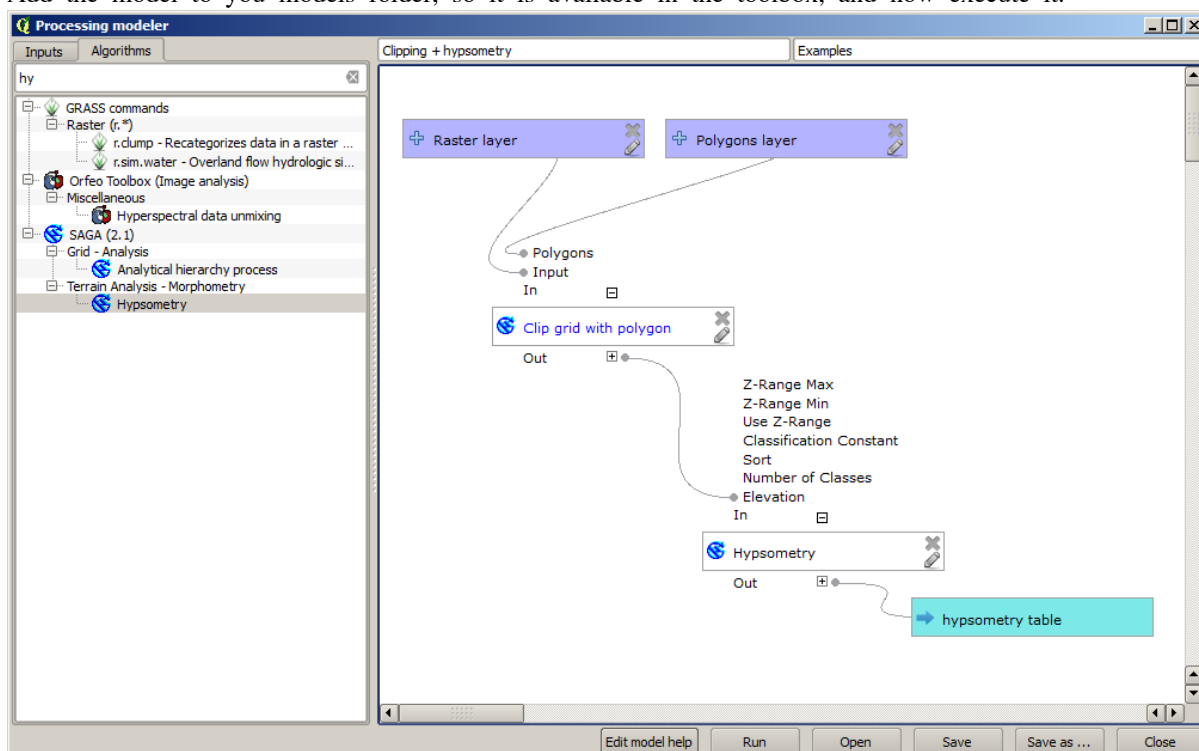 Add the model to you models folder, so it is available in the toolbox, and now execute it.
Processing modeler
Inputs
Algorithms
hy
GRASS commands
Raster (r.*)
r.clump - Recategorizes data in a raster ...
r.sim.water - Overland flow hydrologic si...
Orfeo Toolbox (Image analysis)
Miscellaneous
Hyperspectral data unmixing
SAGA (2.1)
Grid - Analysis
Analytical hierarchy process
Terrain Analysis - Morphometry
Hypsometry
Clipping + hypsometry
Examples
Raster layer
Polygons layer
Polygons
Input
In
Clip grid with polygon
Out
Z-Range Max
Z-Range Min
Use Z-Range
Classification Constant
Sort
Number of Classes
Elevation
In
Hypsometry
Out
hypsometry table
Edit model help
Run
Open
Save
Save as ...
Close